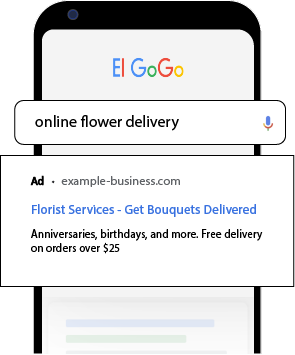 El GoGo
online flower delivery
Ad • example-business.com
Florist Services - Get Bouquets Delivered
Anniversaries, birthdays, and more. Free delivery
on orders over $25